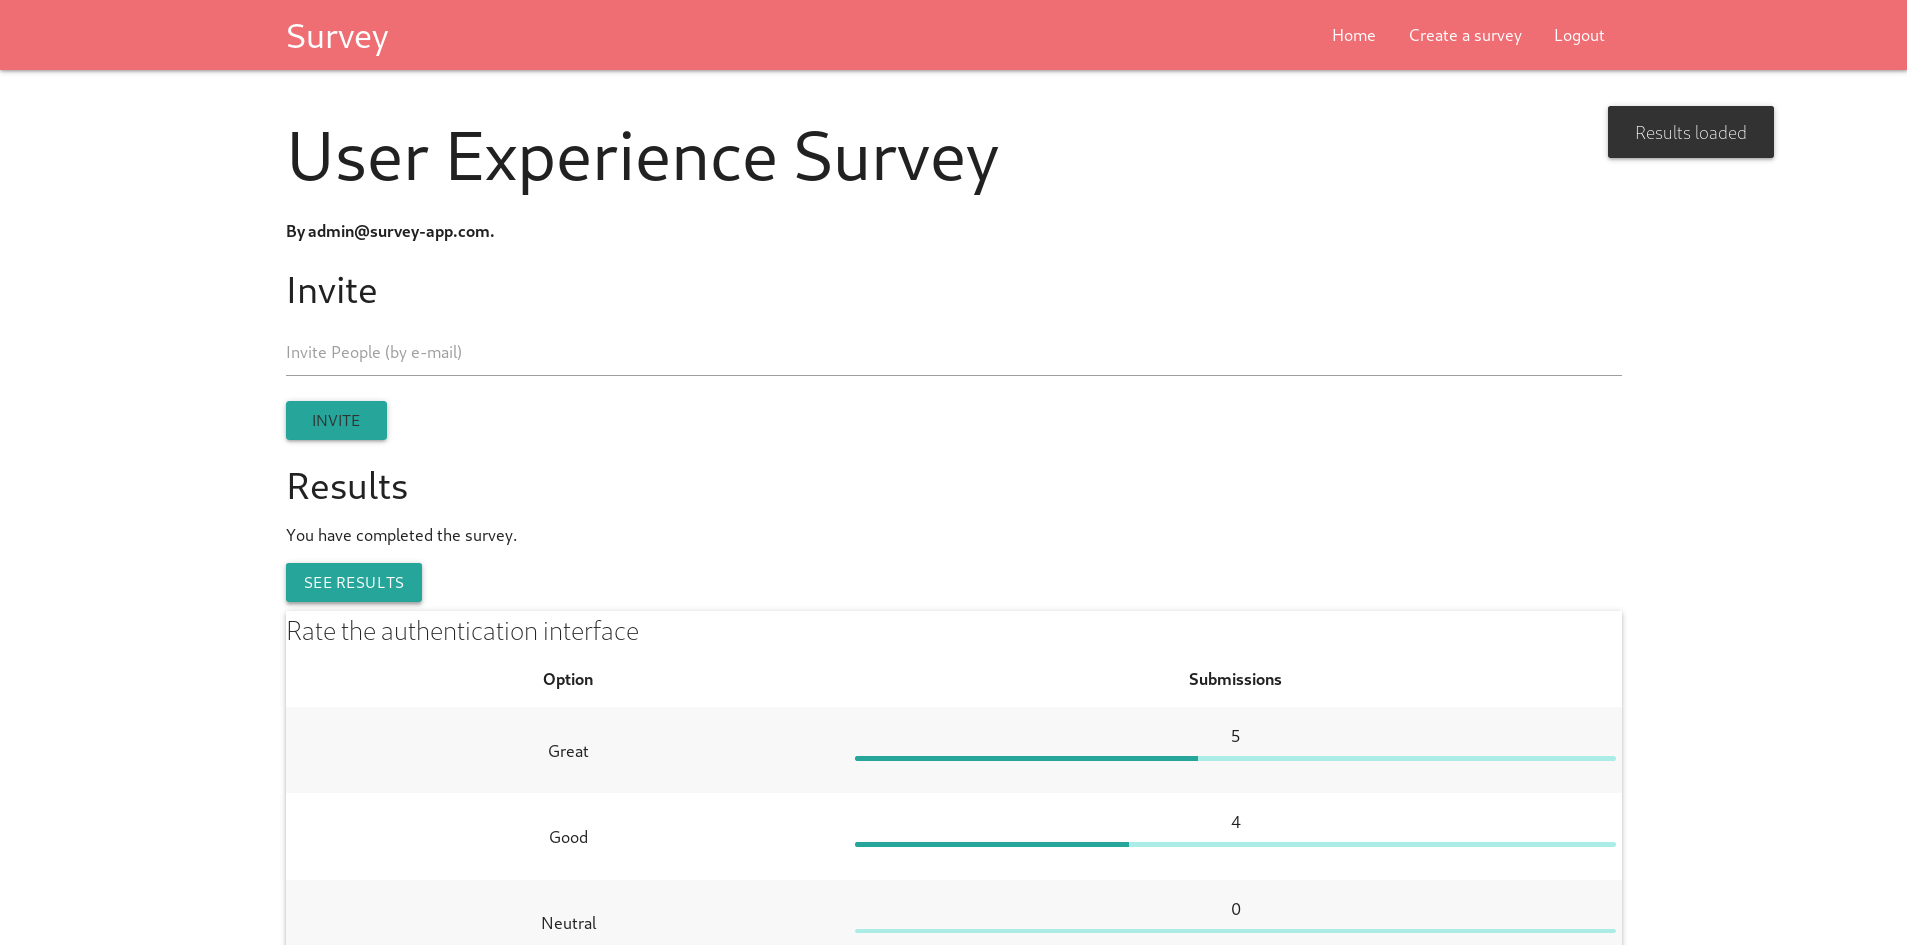 Survey
Home Create a survey Logout
Results loaded
User Experience Survey
By admin@survey-app.com.
Invite
Invite People (by e-mail)
INVITE
Results
You have completed the survey.
SEE RESULTS
Rate the authentication interface
Option Submissions
Great 5
Good 4
Neutral 0